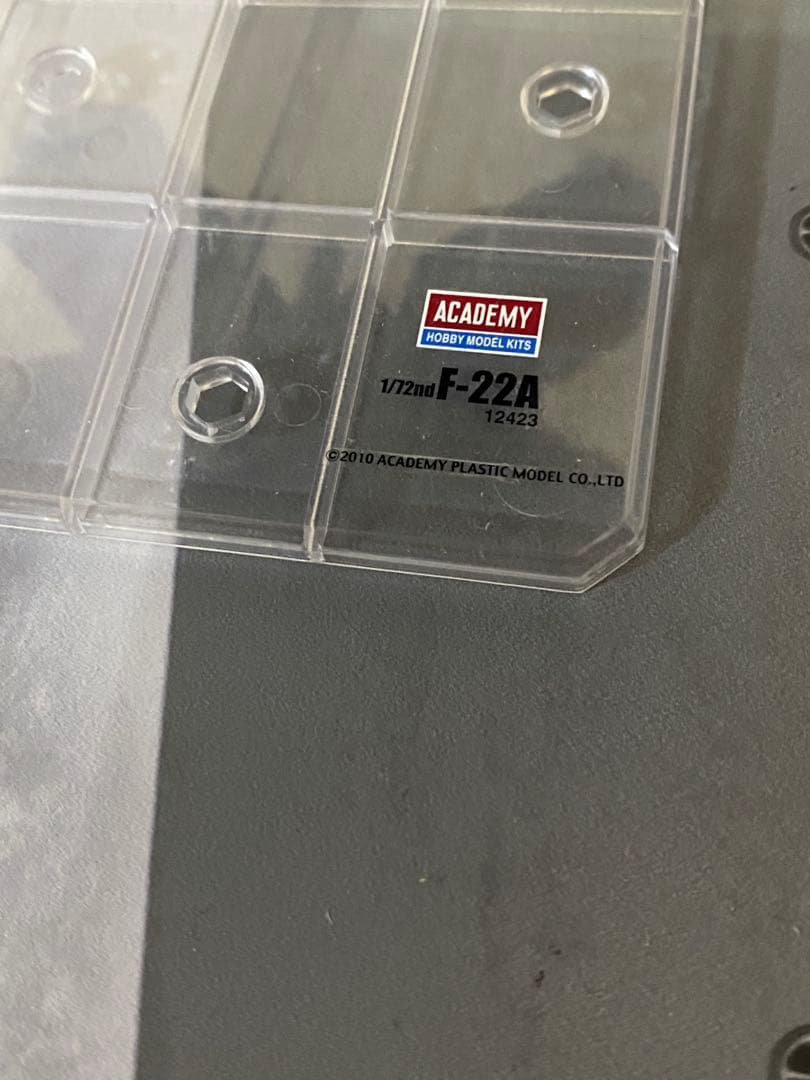 ACADEMY
HOBBY MODEL KITS
1/72nd F-22A
12423
©2010 ACADEMY PLASTIC MODEL CO.,LTD